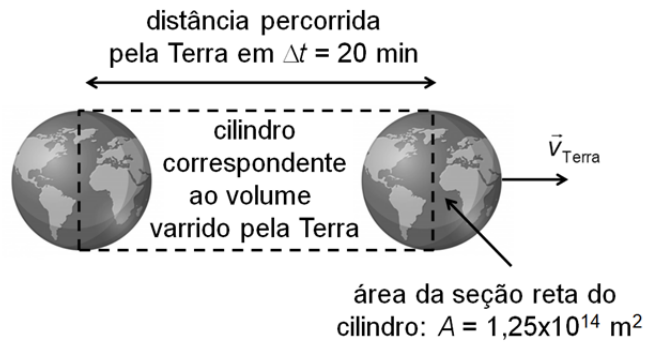 distância percorrida
pela Terra em Δt = 20 min
cilindro
correspondente
ao volume
varrido pela Terra
v⃗Terra
área da seção reta do
cilindro: A = 1,25x10¹⁴ m²